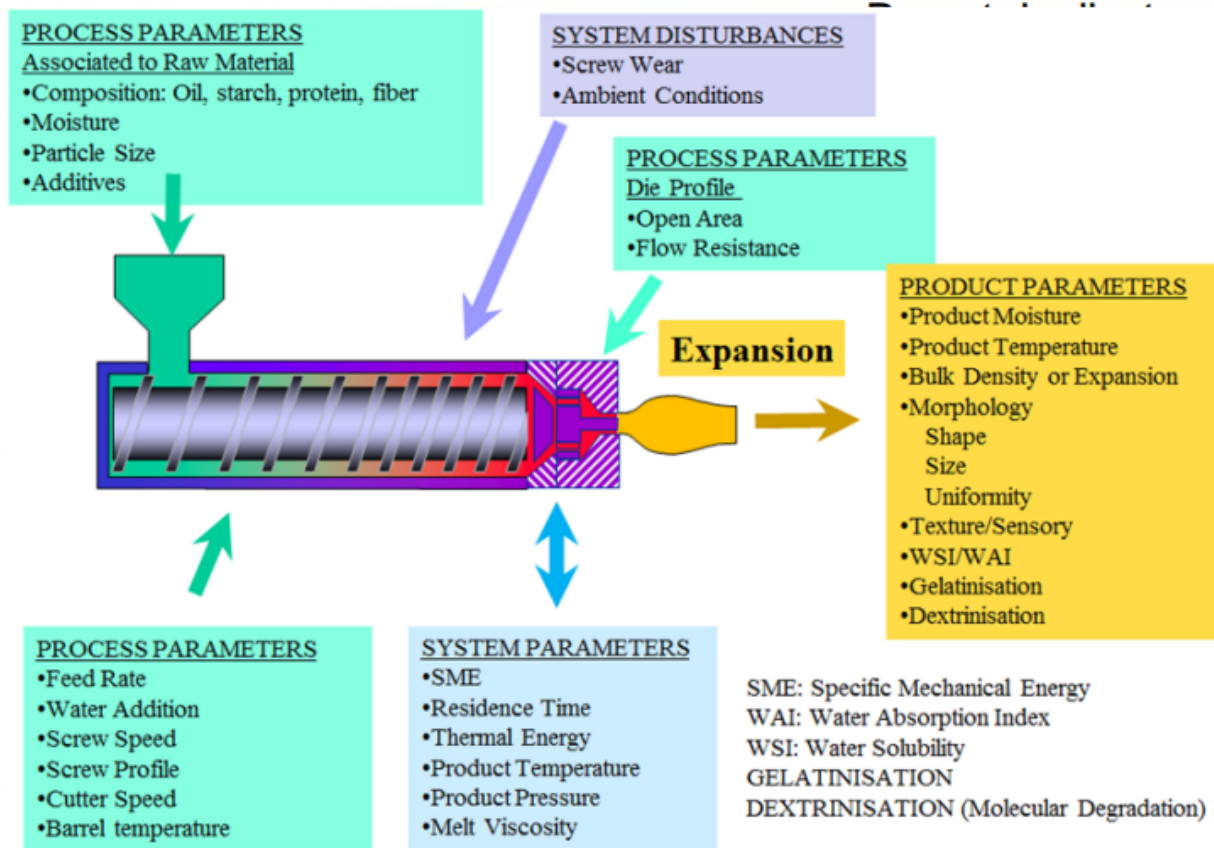 PROCESS PARAMETERS
Associated to Raw Material
•Composition: Oil, starch, protein, fiber
•Moisture
•Particle Size
•Additives
SYSTEM DISTURBANCES
•Screw Wear
•Ambient Conditions
PROCESS PARAMETERS
Die Profile
•Open Area
•Flow Resistance
Expansion
PRODUCT PARAMETERS
•Product Moisture
•Product Temperature
•Bulk Density or Expansion
•Morphology
Shape
Size
Uniformity
•Texture/Sensory
•WSI/WAI
•Gelatinisation
•Dextrinisation
PROCESS PARAMETERS
•Feed Rate
•Water Addition
•Screw Speed
•Screw Profile
•Cutter Speed
•Barrel temperature
SYSTEM PARAMETERS
•SME
•Residence Time
•Thermal Energy
•Product Temperature
•Product Pressure
•Melt Viscosity
SME: Specific Mechanical Energy
WAI: Water Absorption Index
WSI: Water Solubility
GELATINISATION
DEXTRINISATION (Molecular Degradation)